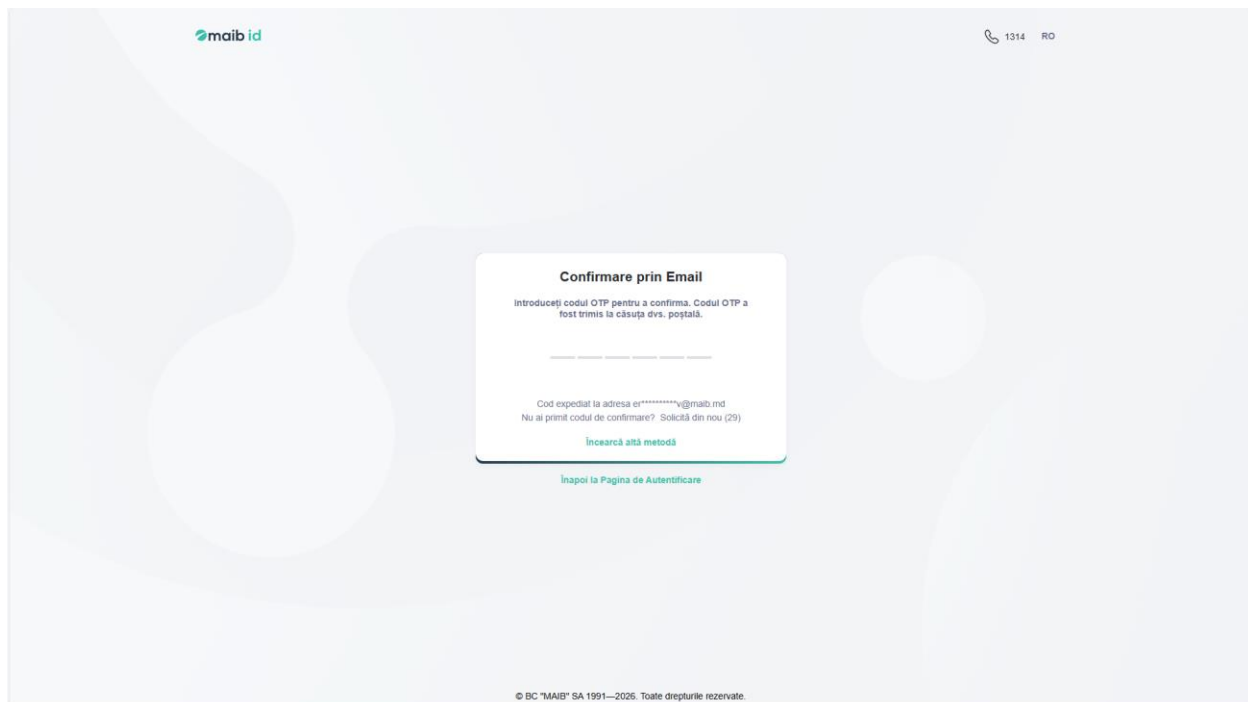 maib id
1314 RO
Confirmare prin Email
Introduceți codul OTP pentru a confirma. Codul OTP a
fost trimis la căsuța dvs. poștală.
Cod expediat la adresa er**********v@maib.md
Nu ai primit codul de confirmare? Solicită din nou (29)
Încearcă altă metodă
Înapoi la Pagina de Autentificare
© BC "MAIB" SA 1991—2026. Toate drepturile rezervate.